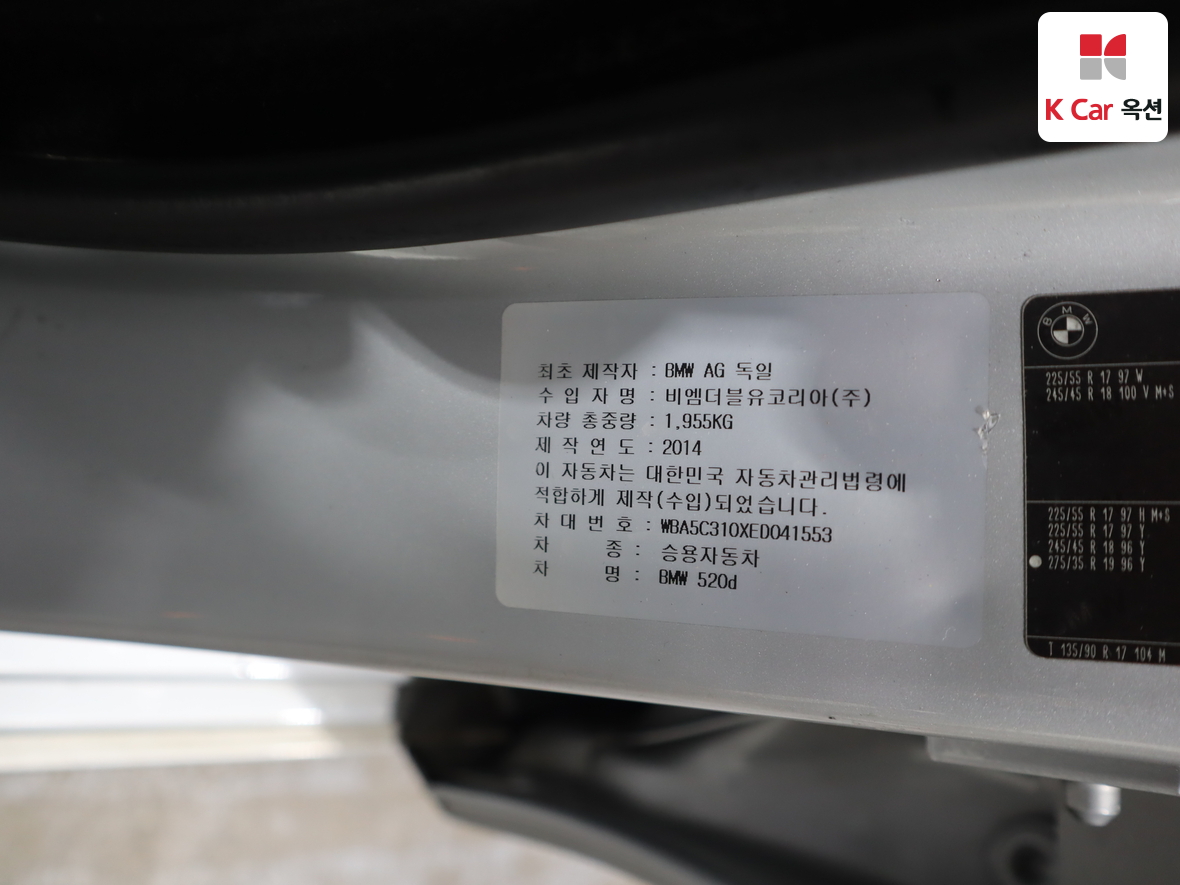 K Car 옥션
최초 제작자 : BMW AG 독일
수 입 자 명 : 비엠더블유코리아(주)
차량 총중량 : 1,955KG
제 작 연 도 : 2014
이 자동차는 대한민국 자동차관리법령에
적합하게 제작(수입)되었습니다.
차 대 번 호 : WBA5C310XED041553
차 종 : 승용자동차
차 명 : BMW 520d
BMW
225/55 R 17 97 W
245/45 R 18 100 V M+S
225/55 R 17 97 H M+S
225/55 R 17 97 Y
245/45 R 18 96 Y
275/35 R 19 96 Y
T 135/90 R 17 104 M